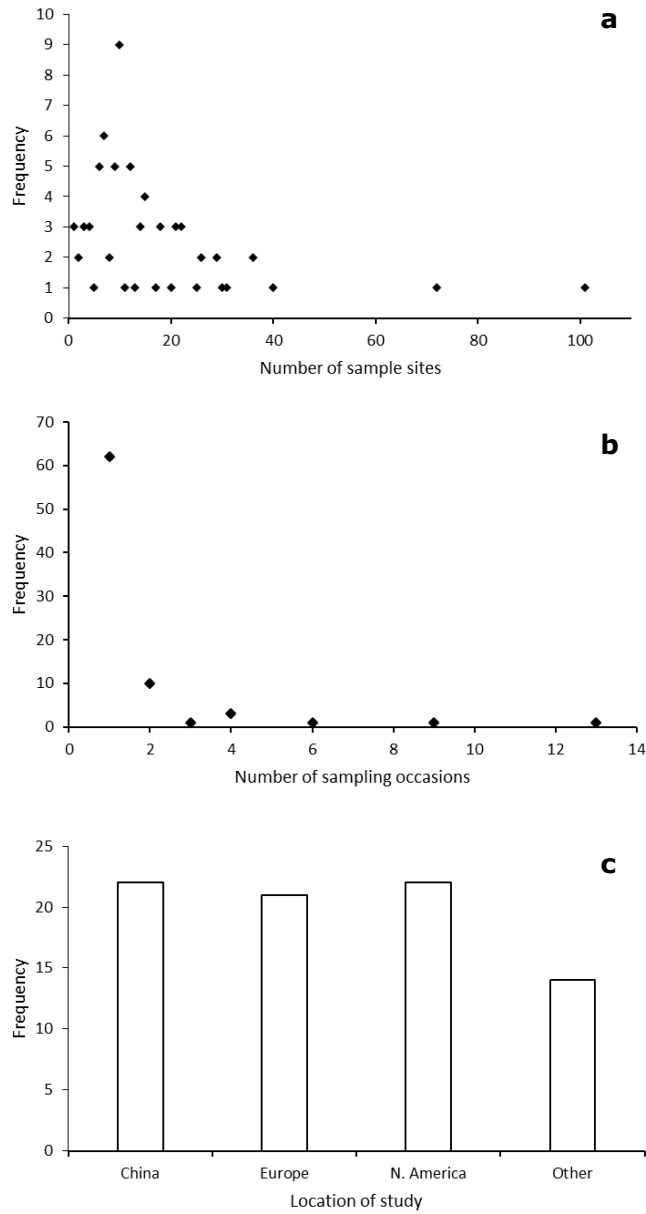 a
10
9
8
7
6
5
4
3
2
1
0
Frequency
0 20 40 60 80 100
Number of sample sites
b
70
60
50
40
30
20
10
0
Frequency
0 2 4 6 8 10 12 14
Number of sampling occasions
c
25
20
15
10
5
0
Frequency
China Europe N. America Other
Location of study